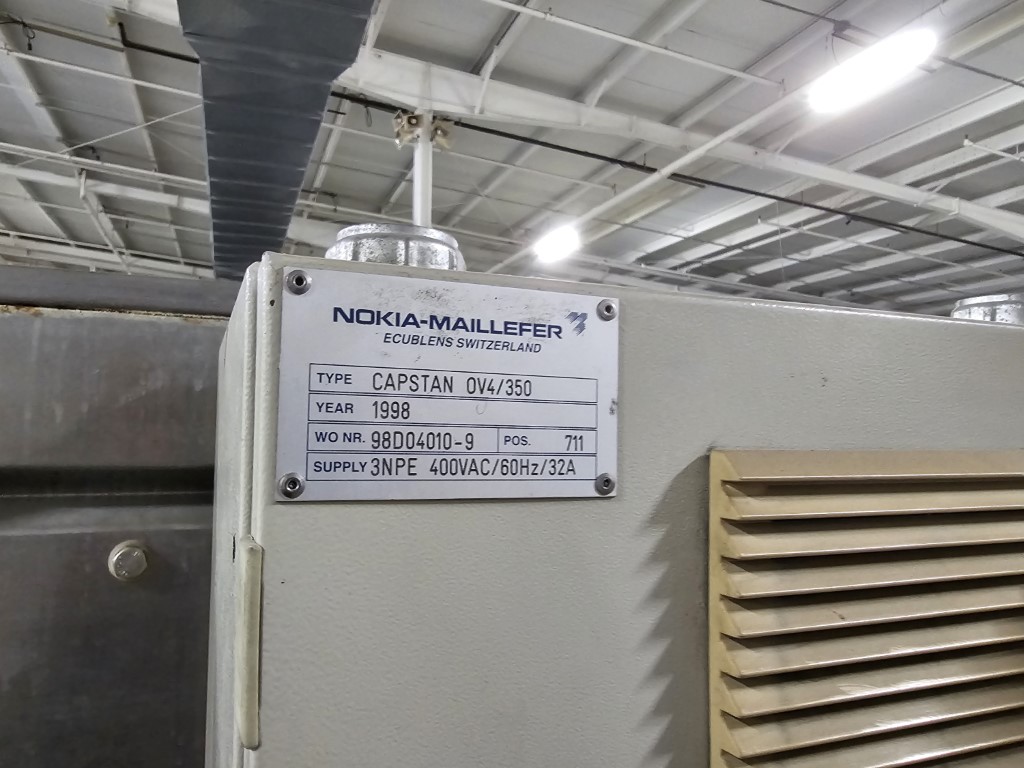 NOKIA-MAILLEFER
ECUBLENS SWITZERLAND
TYPE CAPSTAN OV4/350
YEAR 1998
WO NR. 98D04010-9 POS. 711
SUPPLY 3NPE 400VAC/60Hz/32A